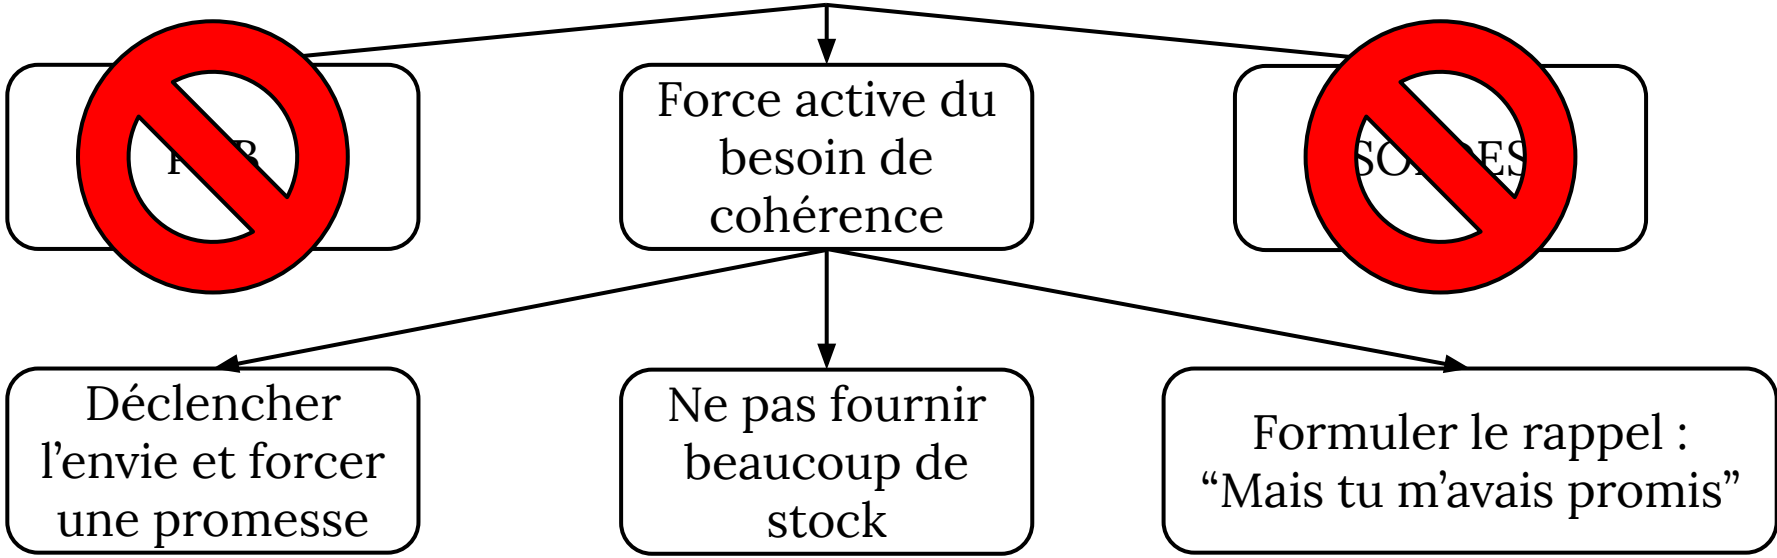 Force active du
besoin de
cohérence
Déclencher
l’envie et forcer
une promesse
Ne pas fournir
beaucoup de
stock
Formuler le rappel :
“Mais tu m’avais promis”